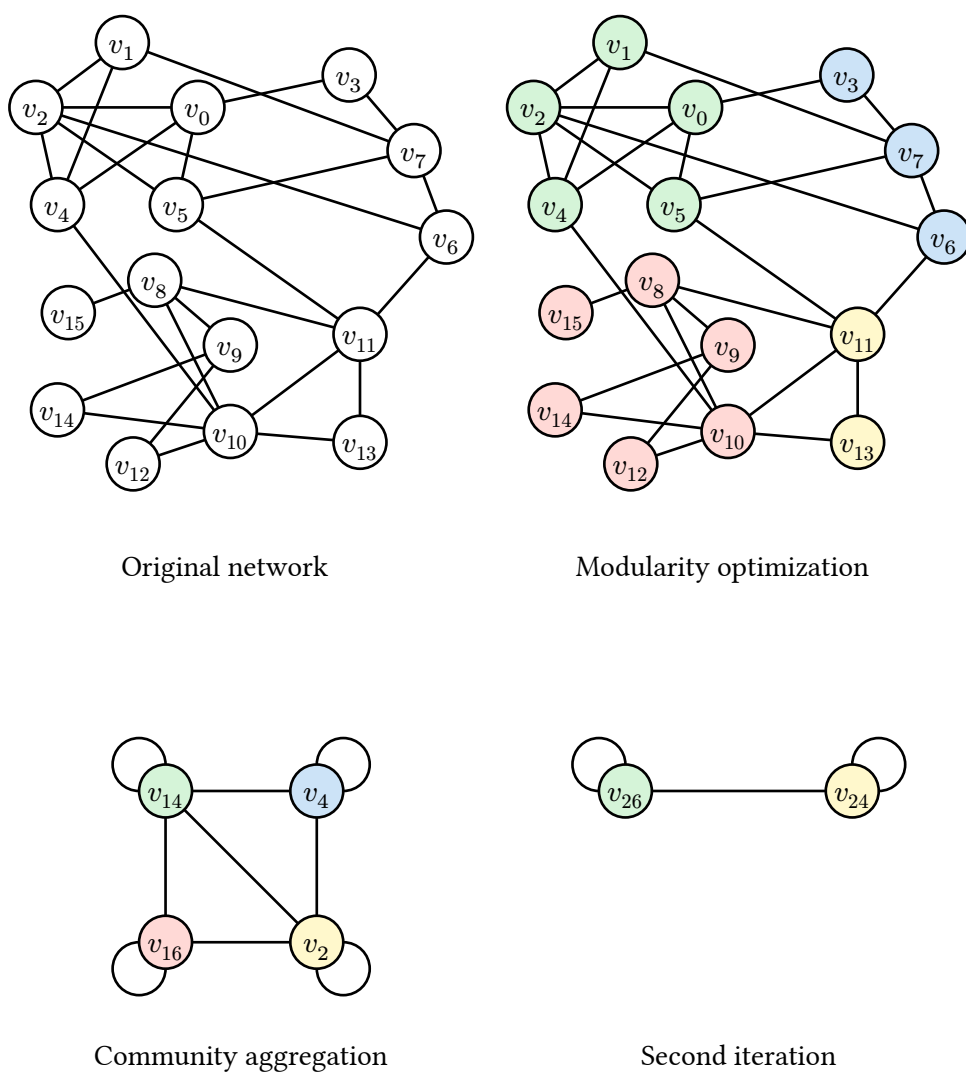 v1
v3
v2
v0
v7
v4
v5
v6
v8
v15
v11
v9
v14
v10
v13
v12
Original network
v1
v3
v2
v0
v7
v4
v5
v6
v8
v15
v11
v9
v14
v10
v13
v12
Modularity optimization
v14
v4
v16
v2
Community aggregation
v26
v24
Second iteration